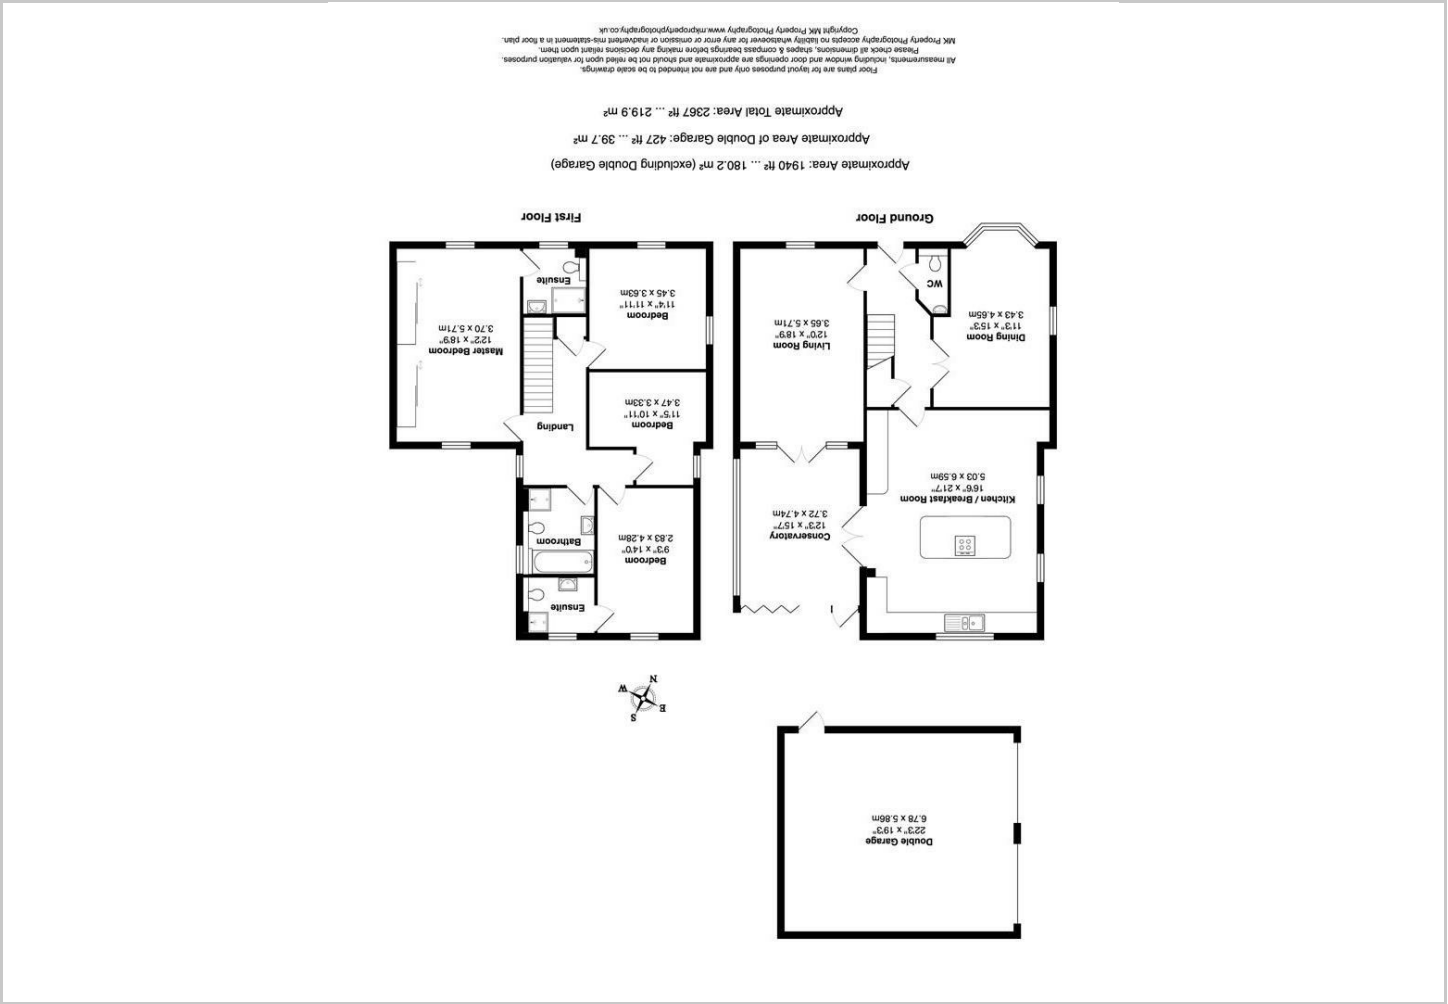 Double Garage
22'3" x 19'3"
6.78 x 5.86m
S
E
W
N
Ensuite
Bedroom
9'3" x 14'0"
2.83 x 4.28m
Bathroom
Landing
Bedroom
11'5" x 10'11"
3.47 x 3.33m
Master Bedroom
12'2" x 18'9"
3.70 x 5.71m
Bedroom
11'4" x 11'11"
3.45 x 3.63m
Ensuite
First Floor
Kitchen / Breakfast Room
16'6" x 21'7"
5.03 x 6.59m
Conservatory
12'3" x 15'7"
3.72 x 4.74m
Dining Room
11'3" x 15'3"
3.43 x 4.65m
Living Room
12'0" x 18'9"
3.65 x 5.71m
WC
Ground Floor
Approximate Area: 1940 ft² ... 180.2 m² (excluding Double Garage)
Approximate Area of Double Garage: 427 ft² ... 39.7 m²
Approximate Total Area: 2367 ft² ... 219.9 m²
Floor plans are for layout purposes only and are not intended to be scale drawings.
All measurements, including window and door openings are approximate and should not be relied upon for valuation purposes.
Please check all dimensions, shapes & compass bearings before making any decisions reliant upon them.
MK Property Photography accepts no liability whatsoever for any error or omission or inadvertent mis-statement in a floor plan.
Copyright MK Property Photography www.mkpropertyphotography.co.uk